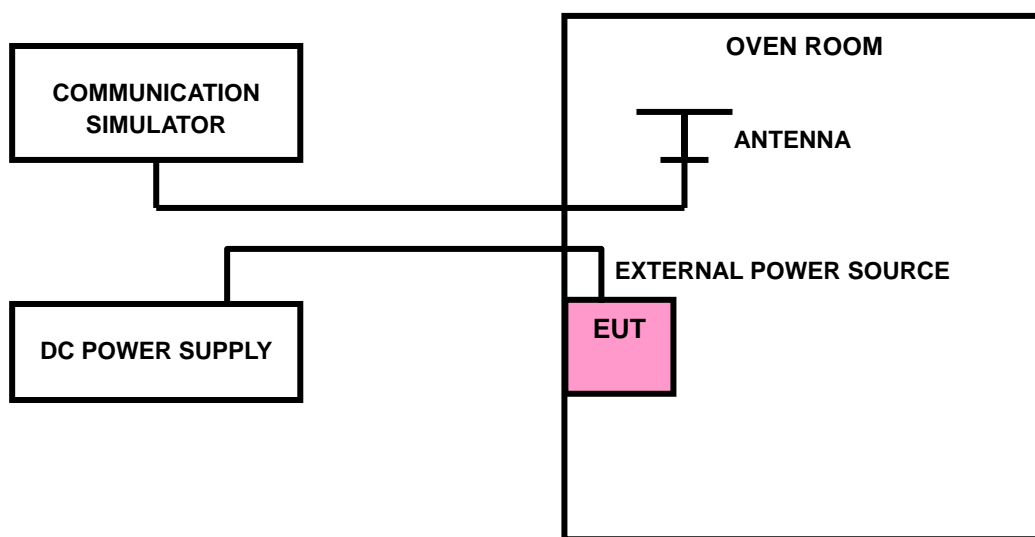 OVEN ROOM
COMMUNICATION
SIMULATOR
ANTENNA
EXTERNAL POWER SOURCE
EUT
DC POWER SUPPLY